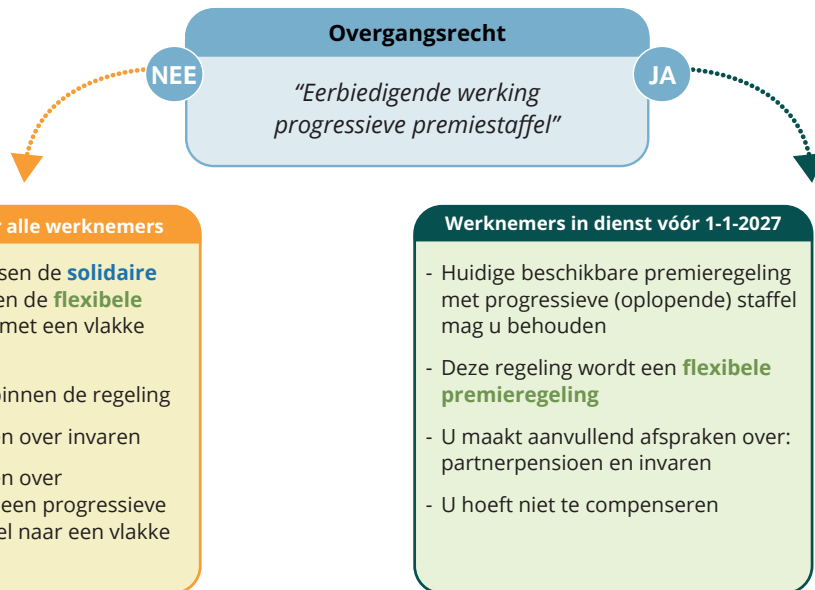 Overgangsrecht
NEE
JA
“Eerbiedigende werking
progressieve premiestaffel”
alle werknemers
de solidaire
en de flexibele
met een vlakke
de regeling
over invaren
over
een progressieve
naar een vlakke
Werknemers in dienst vóór 1-1-2027
- Huidige beschikbare premieregeling
met progressieve (oplopende) staffel
mag u behouden
- Deze regeling wordt een flexibele
premieregeling
- U maakt aanvullend afspraken over:
partnerpensioen en invaren
- U hoeft niet te compenseren